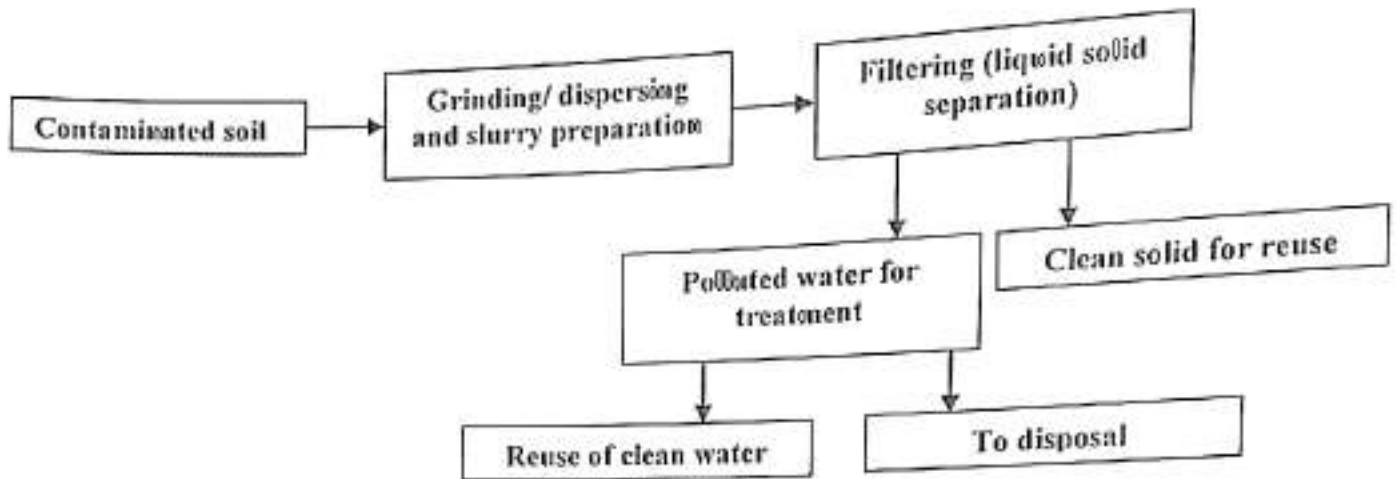 Contaminated soil
Grinding/ dispersing
and slurry preparation
Filtering (liquid solid
separation)
Polluted water for
treatment
Clean solid for reuse
Reuse of clean water
To disposal